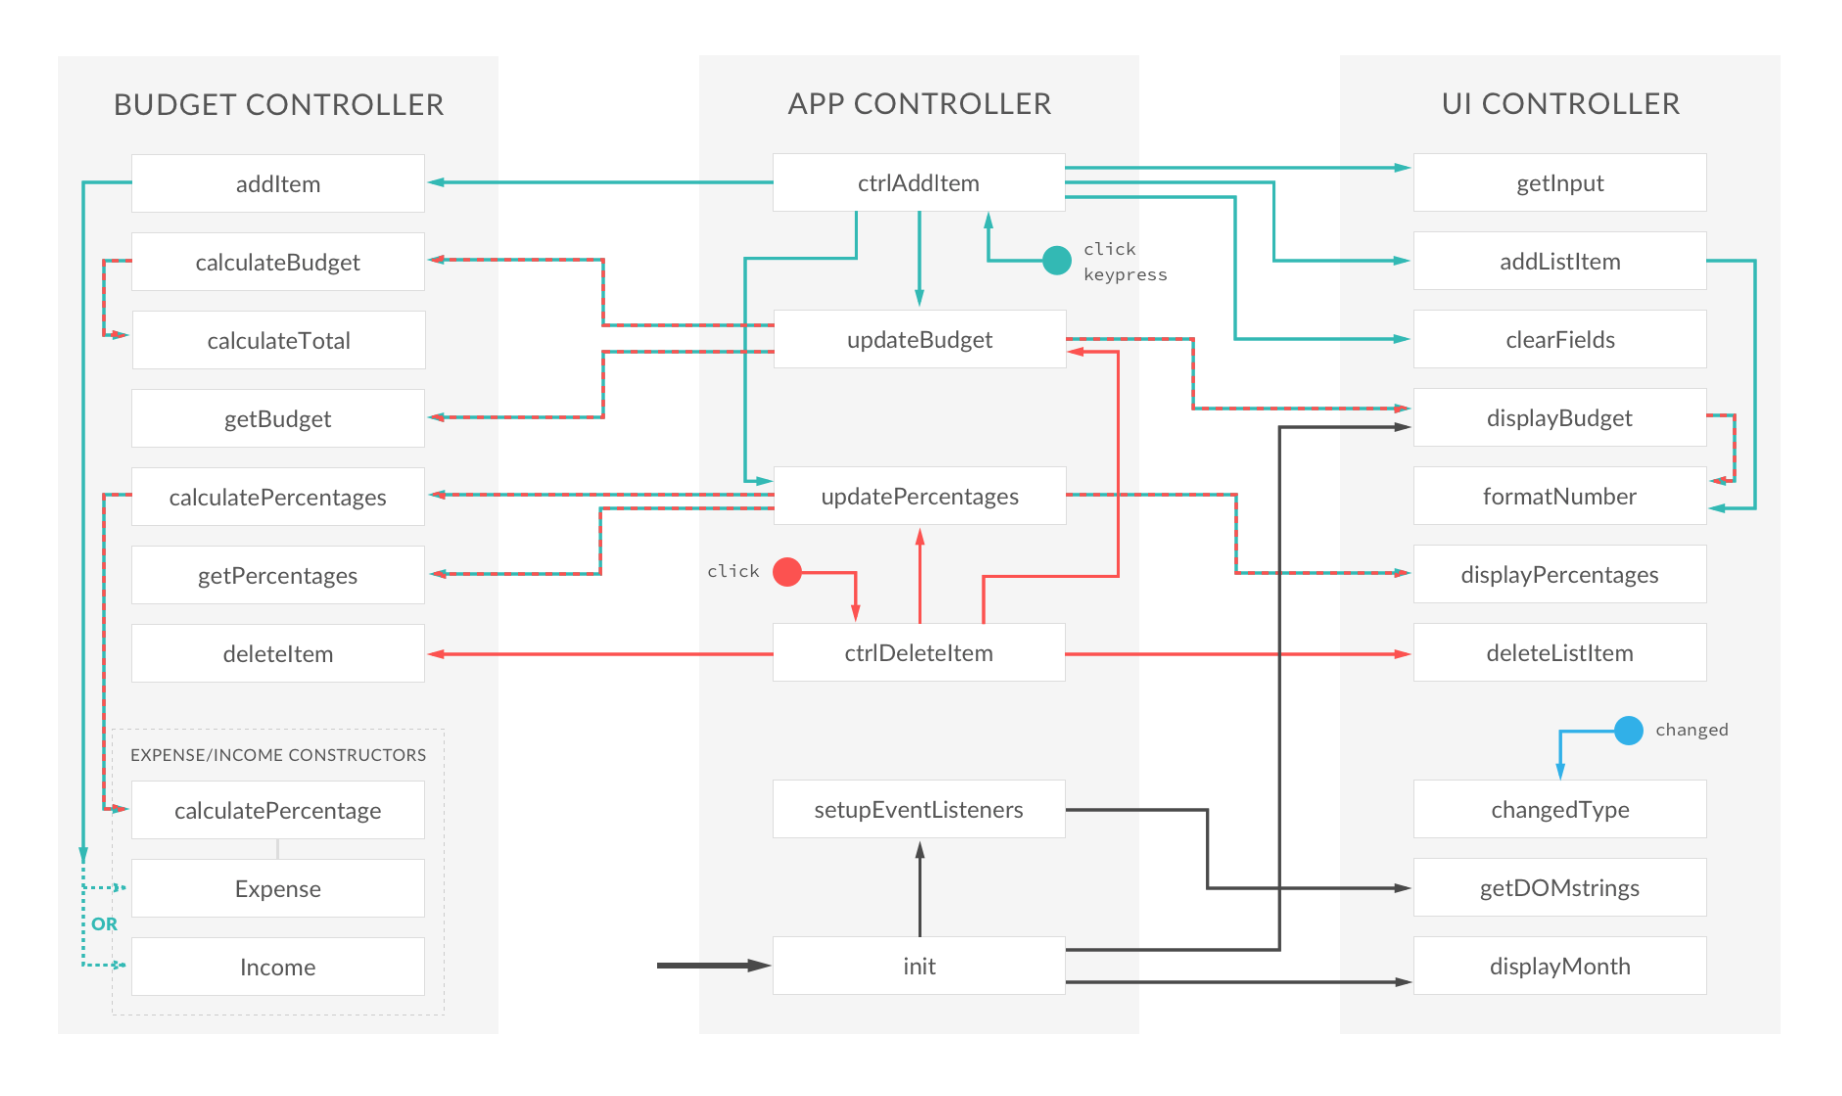 BUDGET CONTROLLER
addItem
calculateBudget
calculateTotal
getBudget
calculatePercentages
getPercentages
deleteItem
EXPENSE/INCOME CONSTRUCTORS
calculatePercentage
Expense
OR
Income
APP CONTROLLER
ctrlAddItem
click
keypress
updateBudget
updatePercentages
click
ctrlDeleteItem
setupEventListeners
init
UI CONTROLLER
getInput
addListItem
clearFields
displayBudget
formatNumber
displayPercentages
deleteListItem
changed
changedType
getDOMstrings
displayMonth